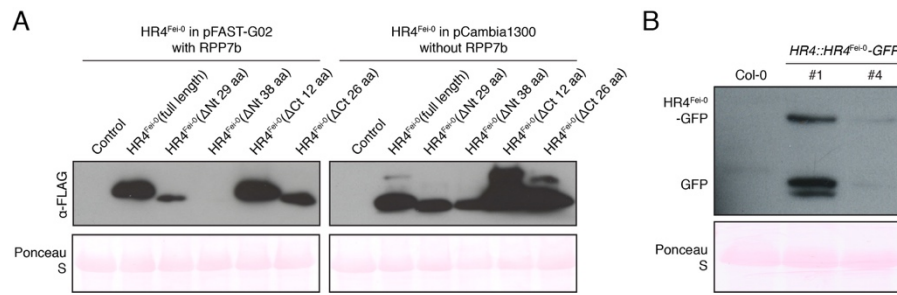 A
HR4Fei-0 in pFAST-G02
with RPP7b
HR4Fei-0 in pCambia1300
without RPP7b
Control
HR4Fei-0(full length)
HR4Fei-0(ΔNt 29 aa)
HR4Fei-0(ΔNt 38 aa)
HR4Fei-0(ΔCt 12 aa)
HR4Fei-0(ΔCt 26 aa)
Control
HR4Fei-0(full length)
HR4Fei-0(ΔNt 29 aa)
HR4Fei-0(ΔNt 38 aa)
HR4Fei-0(ΔCt 12 aa)
HR4Fei-0(ΔCt 26 aa)
α-FLAG
Ponceau
S
B
HR4::HR4Fei-0-GFP
Col-0 #1 #4
HR4Fei-0
-GFP
GFP
Ponceau
S